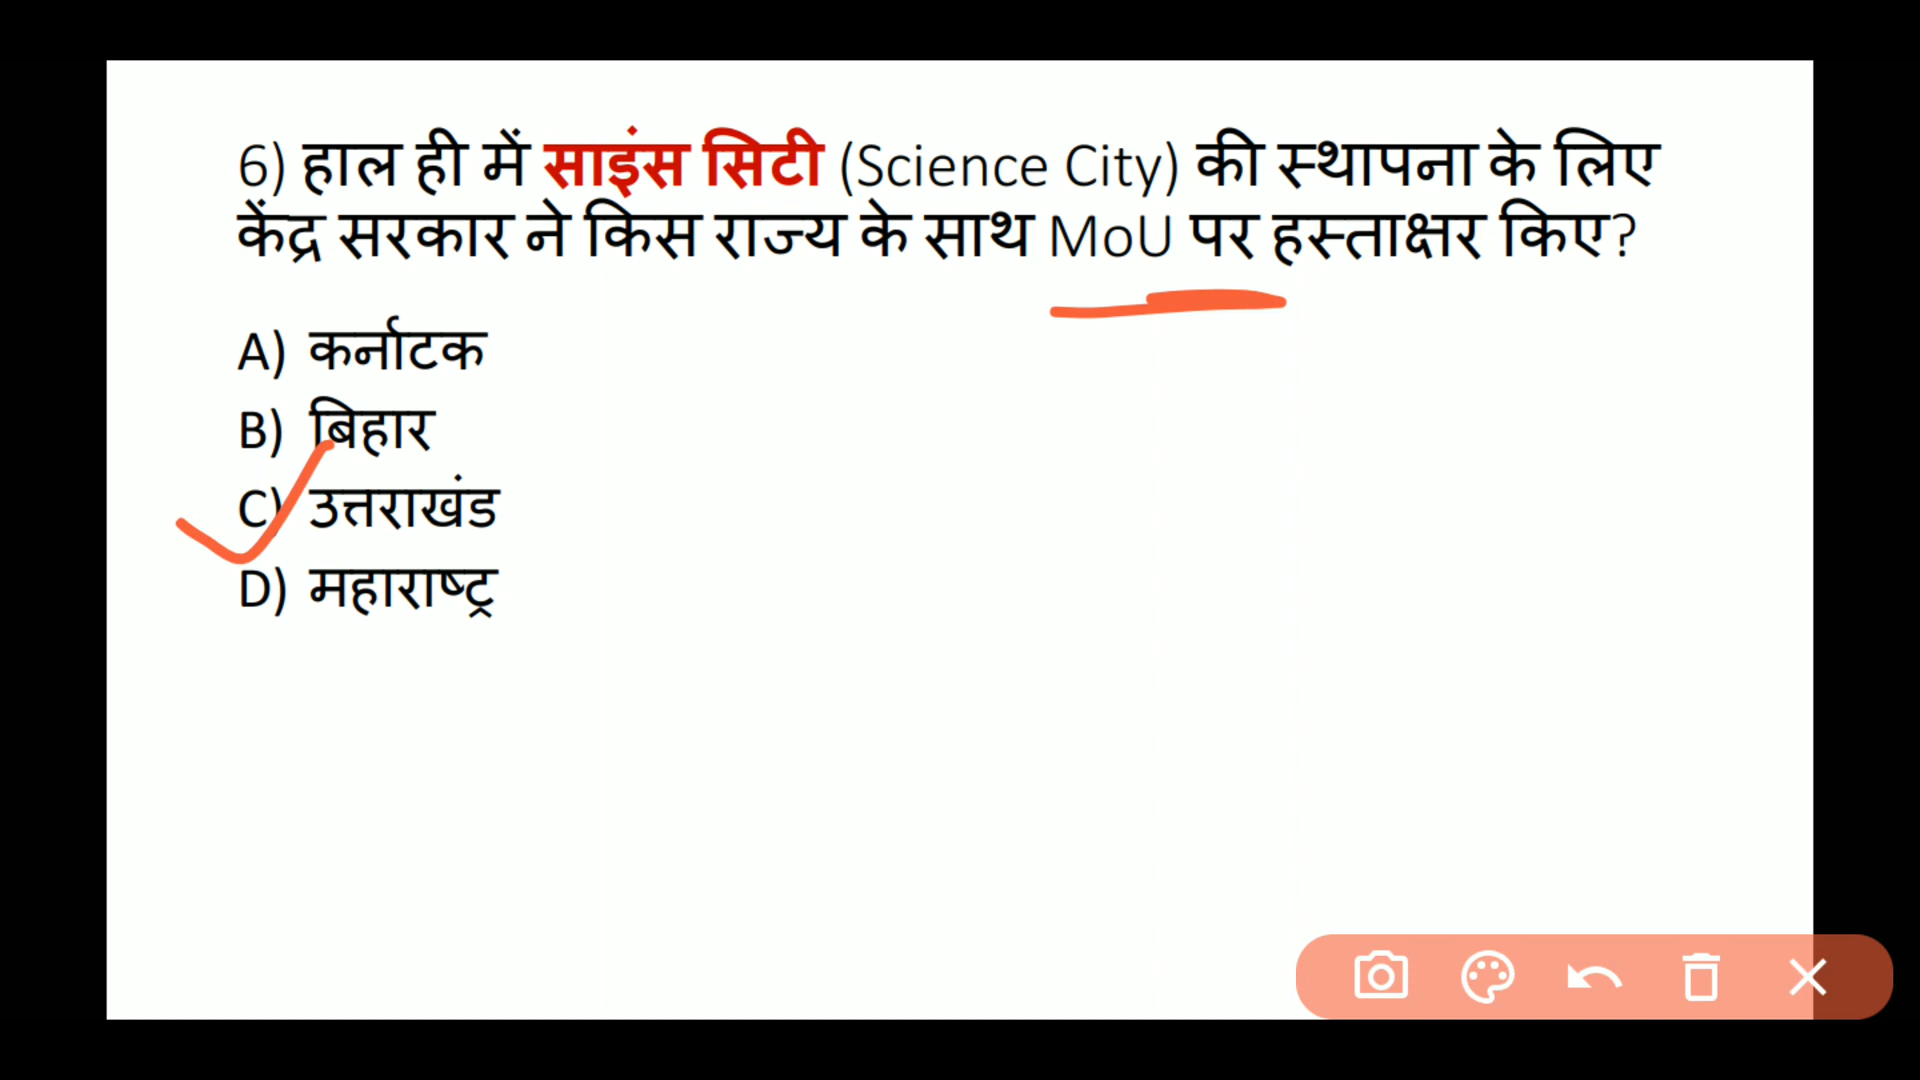 6) हाल ही में साइंस सिटी (Science City) की स्थापना के लिए
केंद्र सरकार ने किस राज्य के साथ MoU पर हस्ताक्षर किए?
A) कर्नाटक
B) बिहार
C) उत्तराखंड
D) महाराष्ट्र